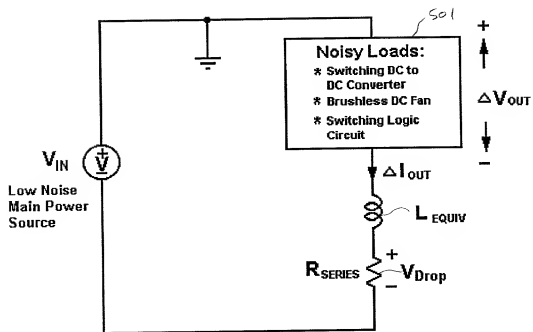 501
Noisy Loads:
* Switching DC to
DC Converter
* Brushless DC Fan
* Switching Logic
Circuit
+
ΔVOUT
−
VIN
+
V
−
Low Noise
Main Power
Source
ΔIOUT
L EQUIV
RSERIES
+
VDrop
−